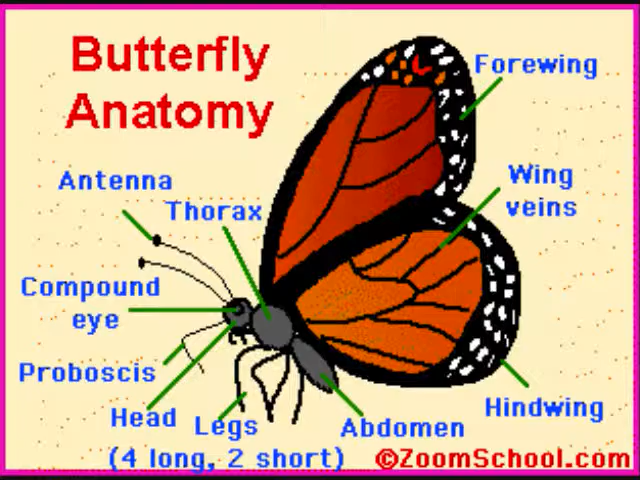 Butterfly
Anatomy
Forewing
Antenna
Wing
veins
Thorax
Compound
eye
Proboscis
Head
Legs
(4 long, 2 short)
Abdomen
Hindwing
©ZoomSchool.com